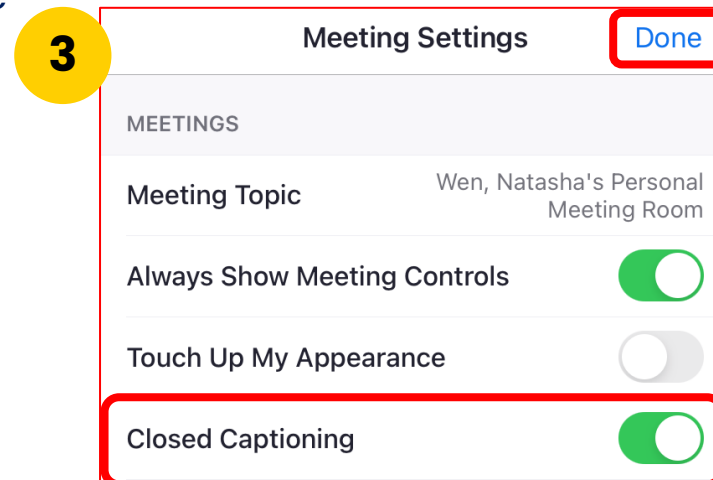 3
Meeting Settings
Done
MEETINGS
Meeting Topic
Wen, Natasha's Personal
Meeting Room
Always Show Meeting Controls
Touch Up My Appearance
Closed Captioning